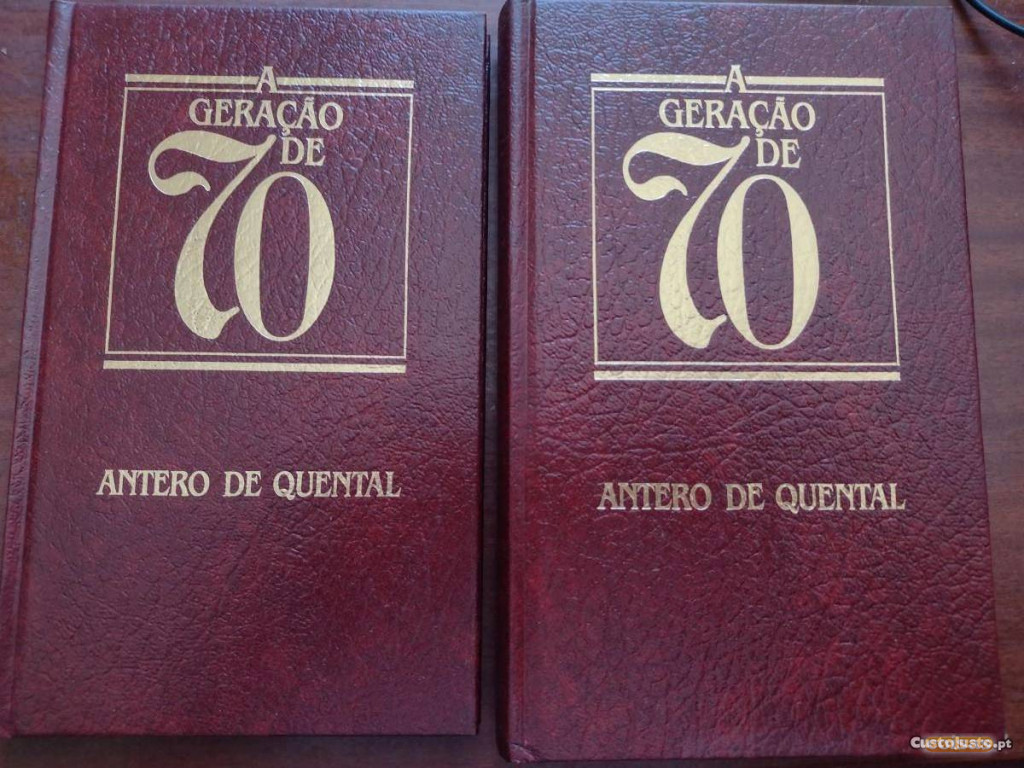 A
GERAÇÃO
DE
70
ANTERO DE QUENTAL
A
GERAÇÃO
DE
70
ANTERO DE QUENTAL
Custojusto.pt